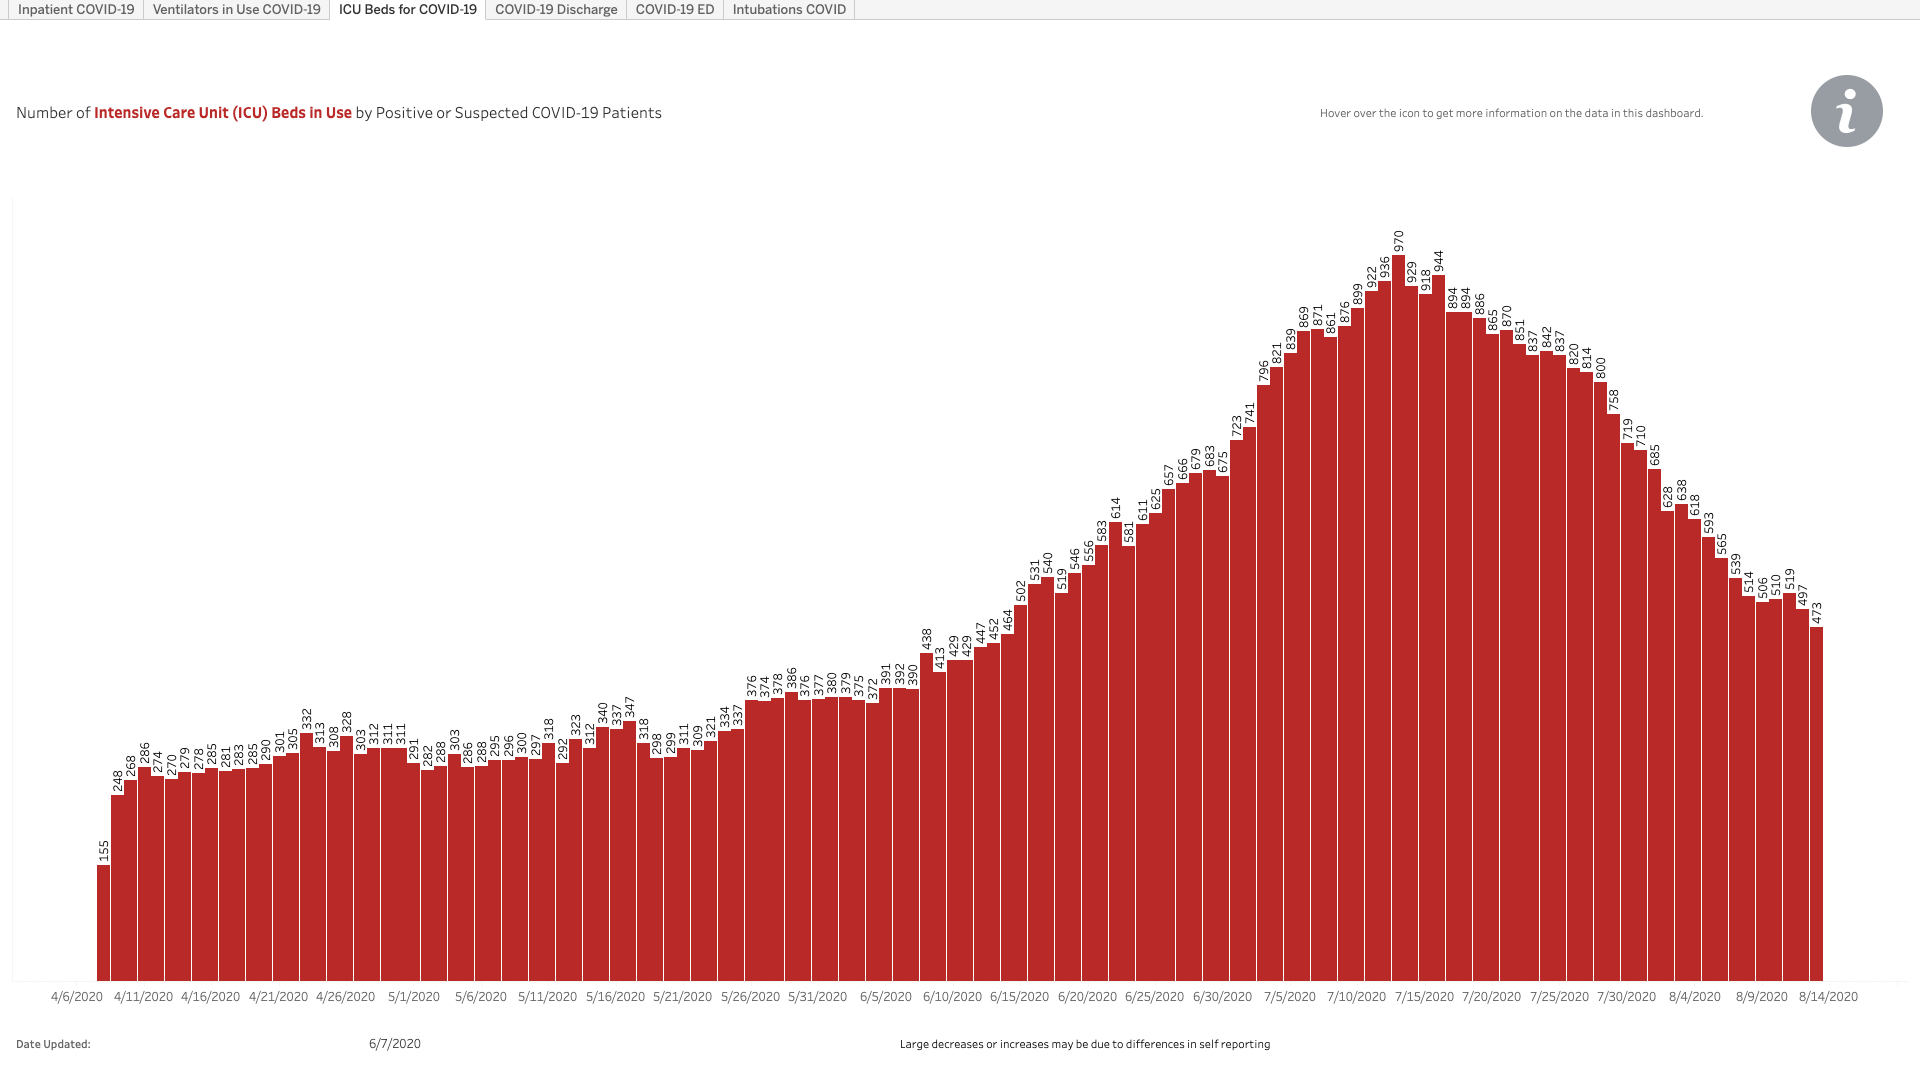 Inpatient COVID-19 Ventilators in Use COVID-19 ICU Beds for COVID-19 COVID-19 Discharge COVID-19 ED Intubations COVID
Number of Intensive Care Unit (ICU) Beds in Use by Positive or Suspected COVID-19 Patients
Hover over the icon to get more information on the data in this dashboard.
i
155 248 268 286 274 270 279 278 285 281 283 285 290 301 305 332 313 308 328 303 312 311 311 291 282 288 303 286 288 295 296 300 297 318 292 323 312 340 337 347 318 298 299 311 309 321 334 337 376 374 378 386 376 377 380 379 375 372 391 392 390 438 413 429 429 447 452 464 502 531 540 519 546 556 583 614 581 611 625 657 666 679 683 675 723 741 796 821 839 869 871 861 876 899 922 936 970 929 918 944 894 894 886 865 870 851 837 842 837 820 814 800 758 719 710 685 628 638 618 593 565 539 514 506 510 519 497 473
4/6/2020 4/11/2020 4/16/2020 4/21/2020 4/26/2020 5/1/2020 5/6/2020 5/11/2020 5/16/2020 5/21/2020 5/26/2020 5/31/2020 6/5/2020 6/10/2020 6/15/2020 6/20/2020 6/25/2020 6/30/2020 7/5/2020 7/10/2020 7/15/2020 7/20/2020 7/25/2020 7/30/2020 8/4/2020 8/9/2020 8/14/2020
Date Updated: 6/7/2020
Large decreases or increases may be due to differences in self reporting